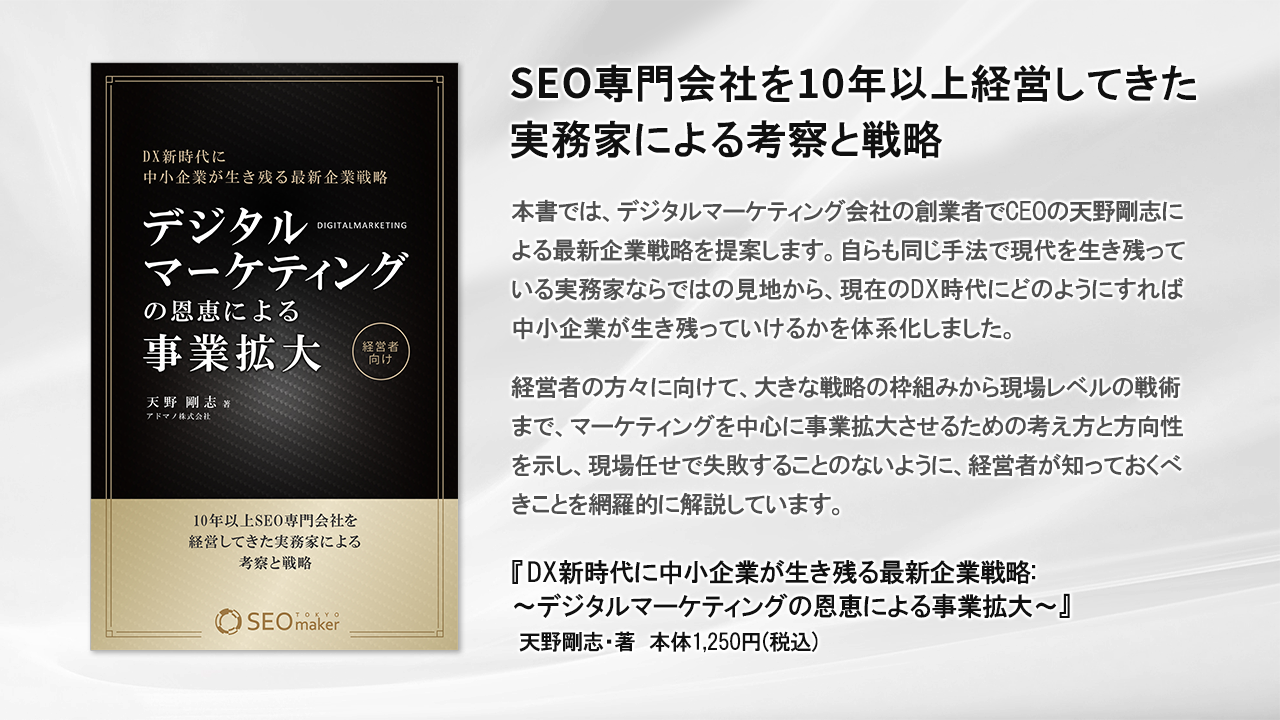 DX新時代に
中小企業が生き残る最新企業戦略
デジタル
DIGITALMARKETING
マーケティング
の恩恵による
事業拡大
経営者
向け
天野 剛志 著
アドマノ株式会社
10年以上SEO専門会社を
経営してきた実務家による
考察と戦略
TOKYO
SEO maker
SEO専門会社を10年以上経営してきた
実務家による考察と戦略
本書では、デジタルマーケティング会社の創業者でCEOの天野剛志に
よる最新企業戦略を提案します。自らも同じ手法で現代を生き残って
いる実務家ならではの見地から、現在のDX時代にどのようにすれば
中小企業が生き残っていけるかを体系化しました。
経営者の方々に向けて、大きな戦略の枠組みから現場レベルの戦術
まで、マーケティングを中心に事業拡大させるための考え方と方向性
を示し、現場任せで失敗することのないように、経営者が知っておくべ
きことを網羅的に解説しています。
『DX新時代に中小企業が生き残る最新企業戦略:
～デジタルマーケティングの恩恵による事業拡大～』
天野剛志・著 本体1,250円(税込)